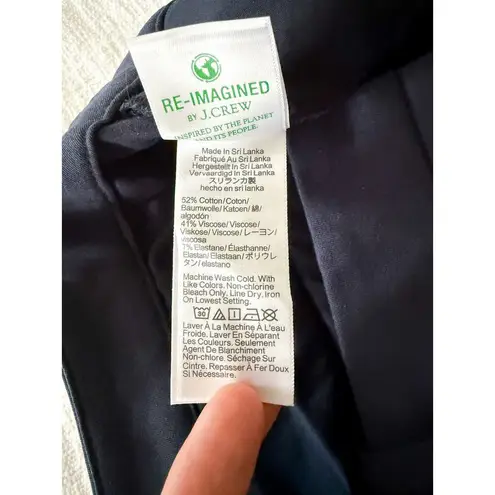 RE-IMAGINED
BY J.CREW
INSPIRED BY THE PLANET
AND ITS PEOPLE.
Made In Sri Lanka
Fabriqué Au Sri Lanka
Hergestellt In Sri Lanka
Vervaardigd In Sri Lanka
スリランカ製
hecho en sri lanka
52% Cotton/Coton/
Baumwolle/Katoen/綿/
algodón
41% Viscose/Viscose/
Viskose/Viscose/レーヨン/
viscosa
7% Elastane/Élasthanne/
Elastan/Elastaan/ポリウレ
タン/elastano
Machine Wash Cold. With
Like Colors. Non-chlorine
Bleach Only. Line Dry. Iron
On Lowest Setting.
30
Laver À La Machine À L'eau
Froide. Laver En Séparant
Les Couleurs. Seulement
Agent De Blanchiment
Non-chlore. Séchage Sur
Cintre. Repasser À Fer Doux
Si Nécessaire.